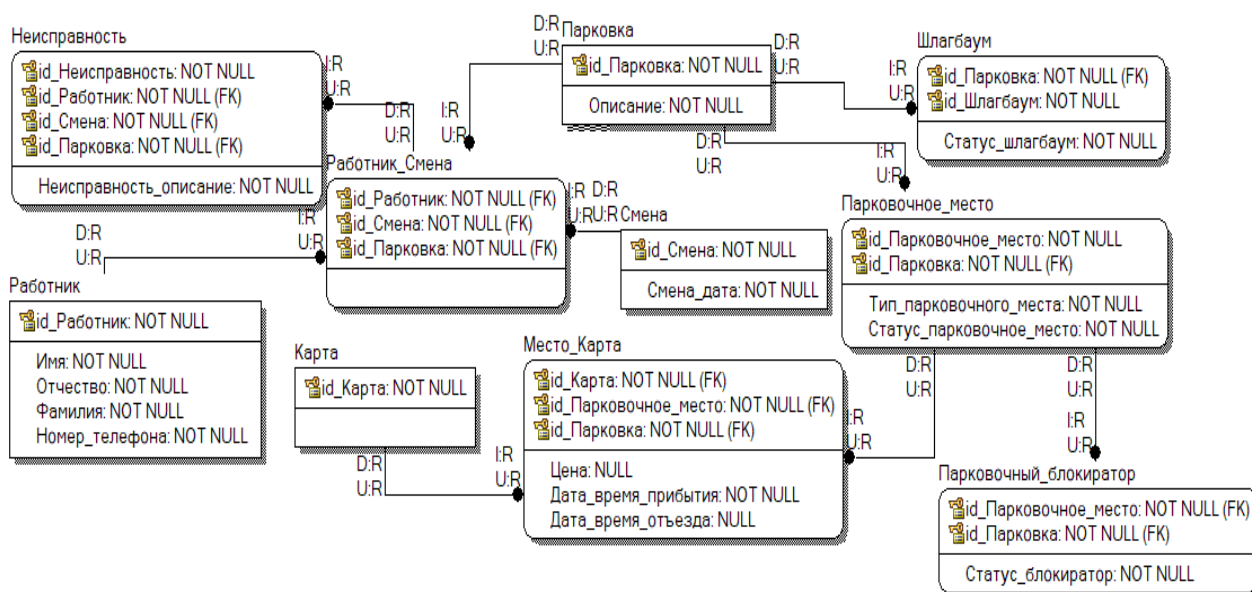 Неисправность
id_Неисправность: NOT NULL
id_Работник: NOT NULL (FK)
id_Смена: NOT NULL (FK)
id_Парковка: NOT NULL (FK)
Неисправность_описание: NOT NULL
I:R
U:R
D:R
U:R
I:R
U:R
D:R
U:R
Парковка
id_Парковка: NOT NULL
Описание: NOT NULL
D:R
U:R
I:R
U:R
Шлагбаум
id_Парковка: NOT NULL (FK)
id_Шлагбаум: NOT NULL
Статус_шлагбаум: NOT NULL
D:R
U:R
I:R
U:R
Работник_Смена
id_Работник: NOT NULL (FK)
id_Смена: NOT NULL (FK)
id_Парковка: NOT NULL (FK)
I:R
U:R
D:R
U:R
Смена
id_Смена: NOT NULL
Смена_дата: NOT NULL
Парковочное_место
id_Парковочное_место: NOT NULL
id_Парковка: NOT NULL (FK)
Тип_парковочного_места: NOT NULL
Статус_парковочное_место: NOT NULL
I:R
U:R
D:R
U:R
Работник
id_Работник: NOT NULL
Имя: NOT NULL
Отчество: NOT NULL
Фамилия: NOT NULL
Номер_телефона: NOT NULL
Карта
id_Карта: NOT NULL
D:R
U:R
I:R
U:R
Место_Карта
id_Карта: NOT NULL (FK)
id_Парковочное_место: NOT NULL (FK)
id_Парковка: NOT NULL (FK)
Цена: NULL
Дата_время_прибытия: NOT NULL
Дата_время_отъезда: NULL
D:R
U:R
I:R
U:R
D:R
U:R
I:R
U:R
Парковочный_блокиратор
id_Парковочное_место: NOT NULL (FK)
id_Парковка: NOT NULL (FK)
Статус_блокиратор: NOT NULL